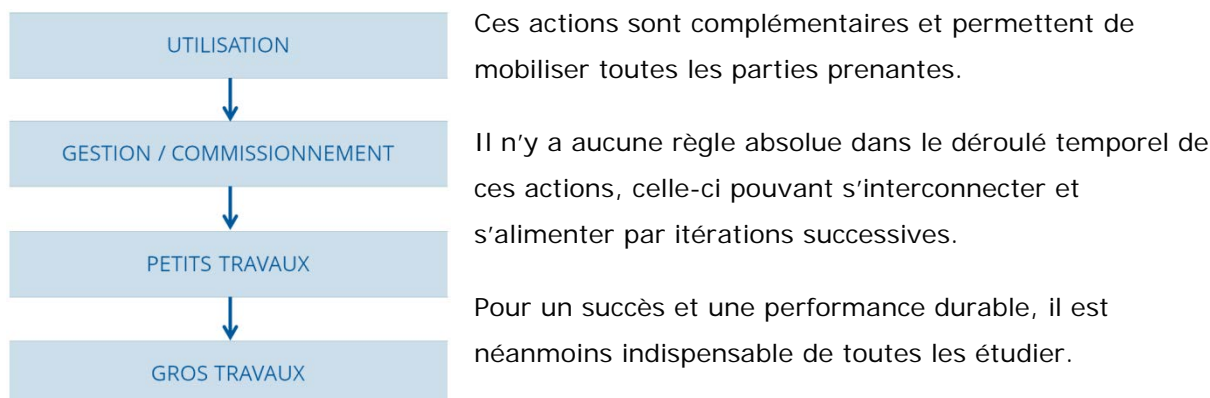 UTILISATION
GESTION / COMMISSIONNEMENT
PETITS TRAVAUX
GROS TRAVAUX
Ces actions sont complémentaires et permettent de
mobiliser toutes les parties prenantes.
Il n'y a aucune règle absolue dans le déroulé temporel de
ces actions, celle-ci pouvant s'interconnecter et
s'alimenter par itérations successives.
Pour un succès et une performance durable, il est
néanmoins indispensable de toutes les étudier.